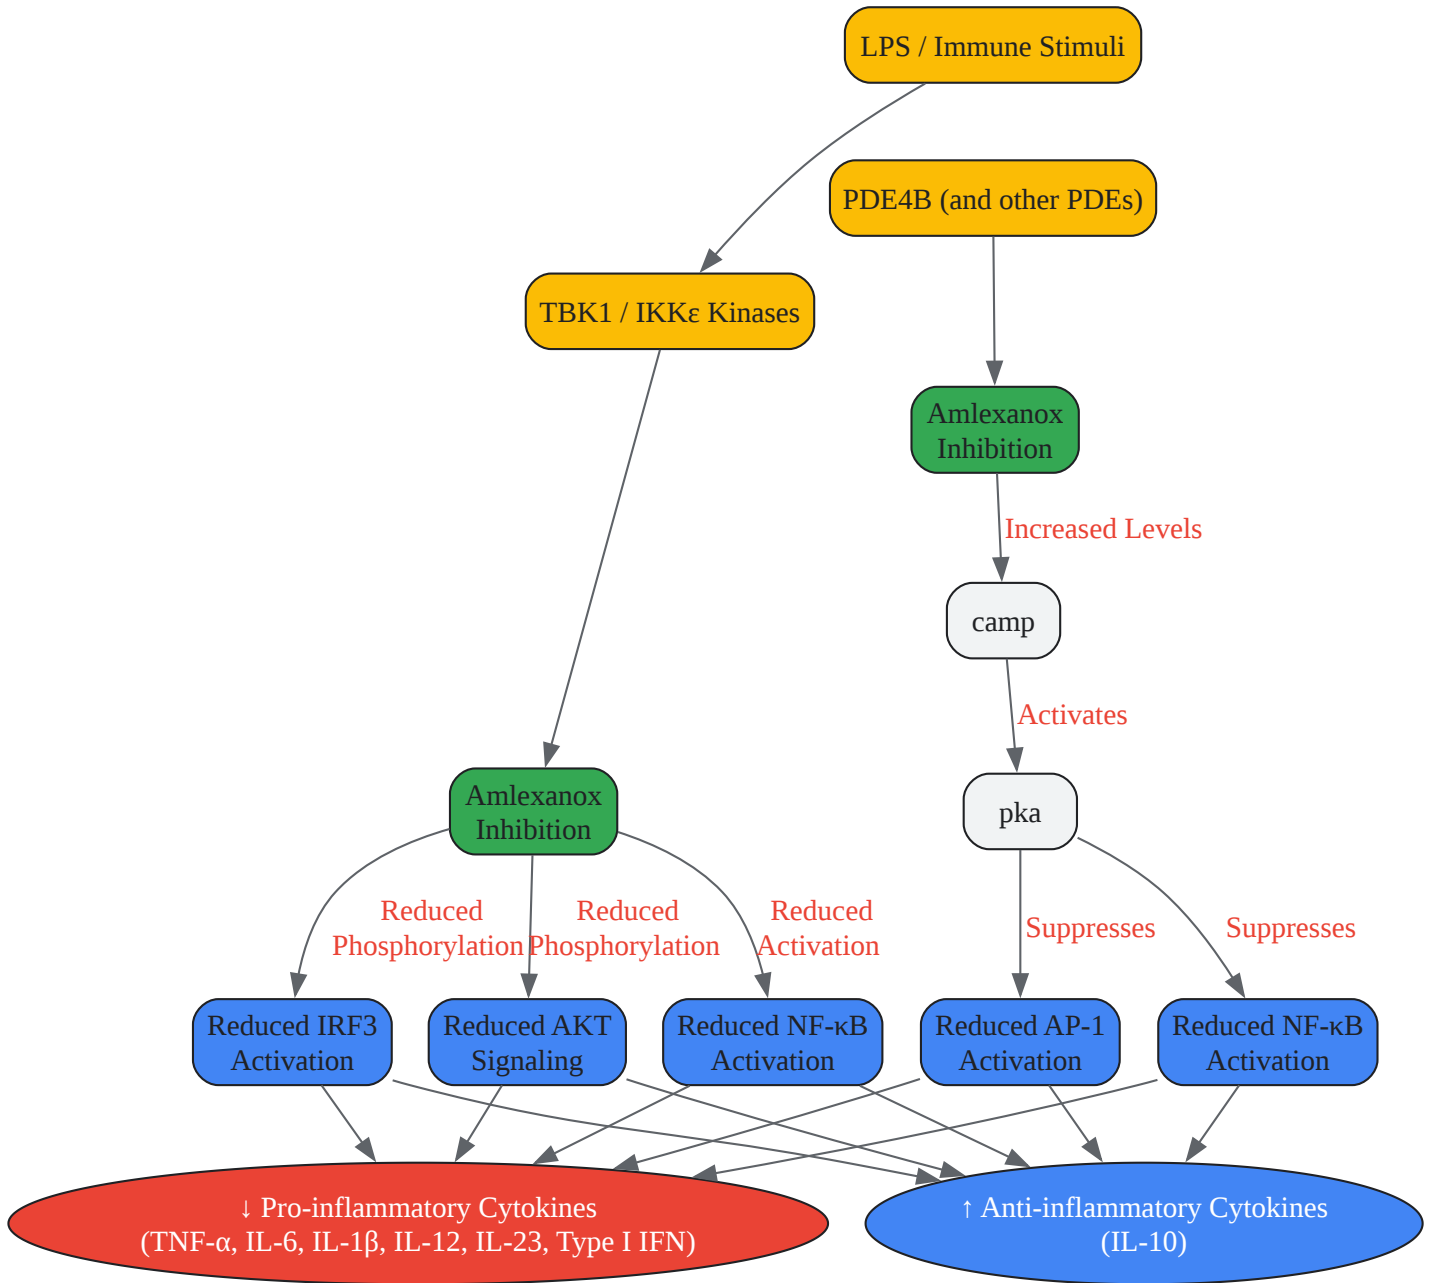 LPS / Immune Stimuli
PDE4B (and other PDEs)
TBK1 / IKKε Kinases
Amlexanox
Inhibition
Increased Levels
camp
Activates
Amlexanox
Inhibition
pka
Reduced
Phosphorylation
Reduced
Phosphorylation
Reduced
Activation
Suppresses
Suppresses
Reduced IRF3
Activation
Reduced AKT
Signaling
Reduced NF-κB
Activation
Reduced AP-1
Activation
Reduced NF-κB
Activation
↓ Pro-inflammatory Cytokines
(TNF-α, IL-6, IL-1β, IL-12, IL-23, Type I IFN)
↑ Anti-inflammatory Cytokines
(IL-10)